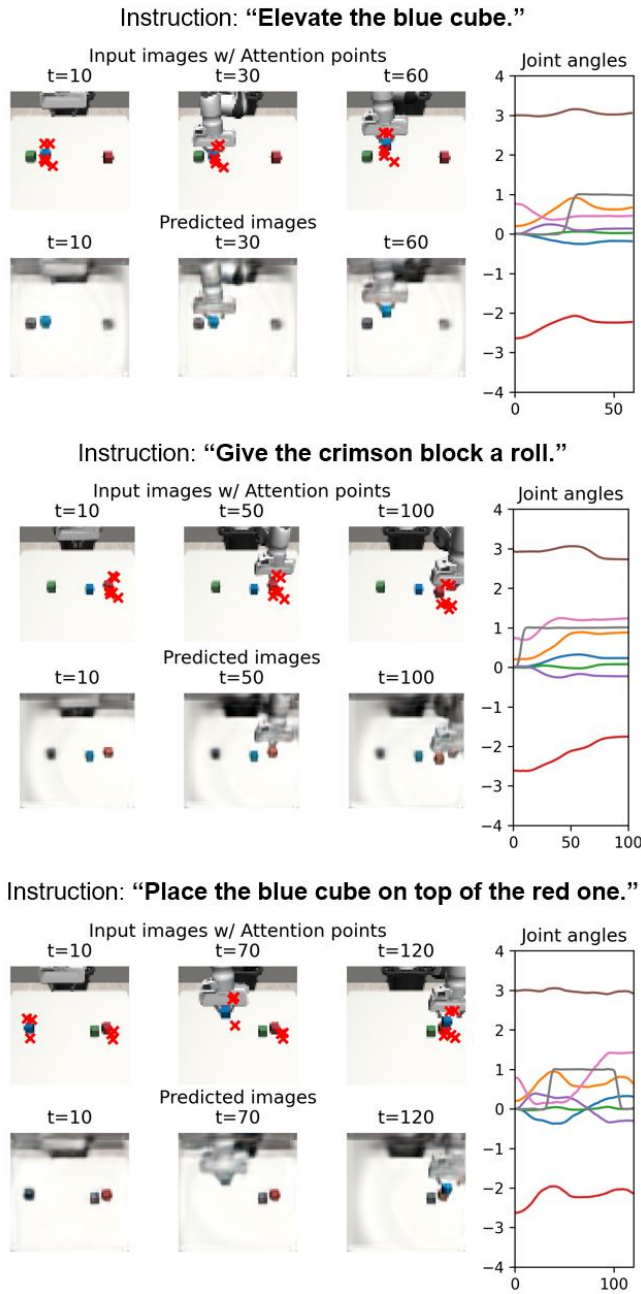 Instruction: “Elevate the blue cube.”
Input images w/ Attention points
t=10 t=30 t=60
Predicted images
t=10 t=30 t=60
Joint angles
4
3
2
1
0
−1
−2
−3
−4
0 50
Instruction: “Give the crimson block a roll.”
Input images w/ Attention points
t=10 t=50 t=100
Predicted images
t=10 t=50 t=100
Joint angles
4
3
2
1
0
−1
−2
−3
−4
0 50 100
Instruction: “Place the blue cube on top of the red one.”
Input images w/ Attention points
t=10 t=70 t=120
Predicted images
t=10 t=70 t=120
Joint angles
4
3
2
1
0
−1
−2
−3
−4
0 100